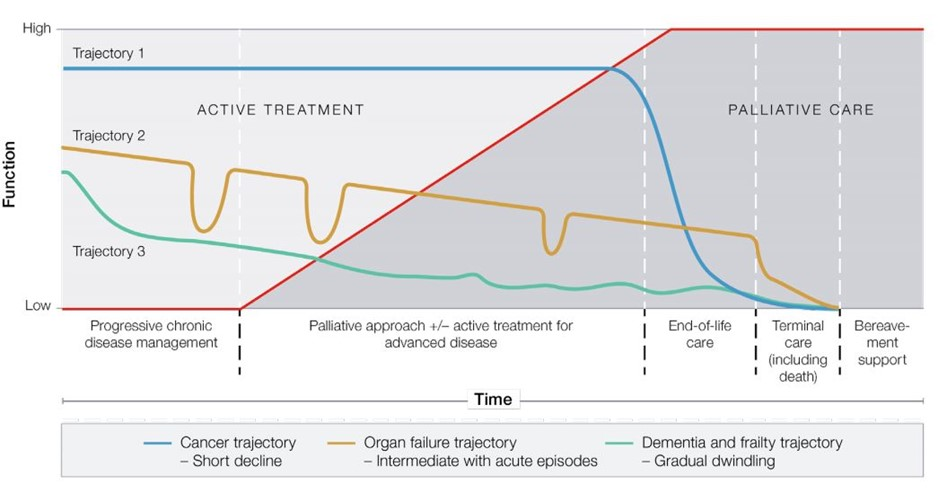 High
Trajectory 1
ACTIVE TREATMENT
PALLIATIVE CARE
Trajectory 2
Function
Trajectory 3
Low
Progressive chronic
disease management
Palliative approach +/– active treatment for
advanced disease
End-of-life
care
Terminal
care
(including
death)
Bereave-
ment
support
Time
Cancer trajectory
– Short decline
Organ failure trajectory
– Intermediate with acute episodes
Dementia and frailty trajectory
– Gradual dwindling